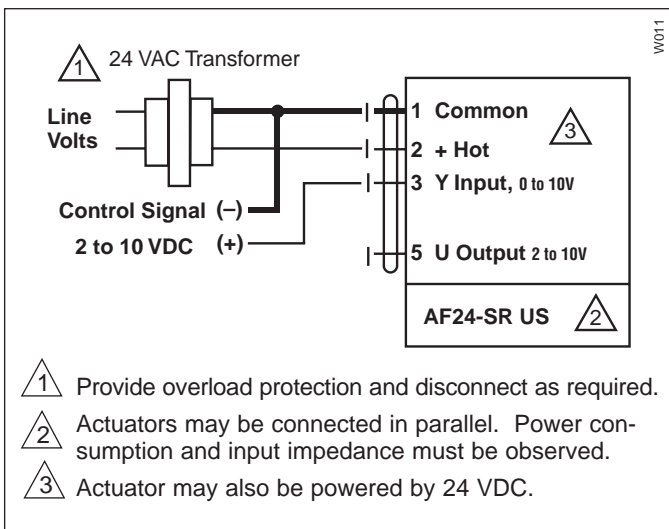 W011
1 24 VAC Transformer
Line
Volts
1 Common
3
2 + Hot
3 Y Input, 0 to 10V
Control Signal (–)
2 to 10 VDC (+)
5 U Output 2 to 10V
AF24-SR US 2
1 Provide overload protection and disconnect as required.
2 Actuators may be connected in parallel. Power con-
sumption and input impedance must be observed.
3 Actuator may also be powered by 24 VDC.